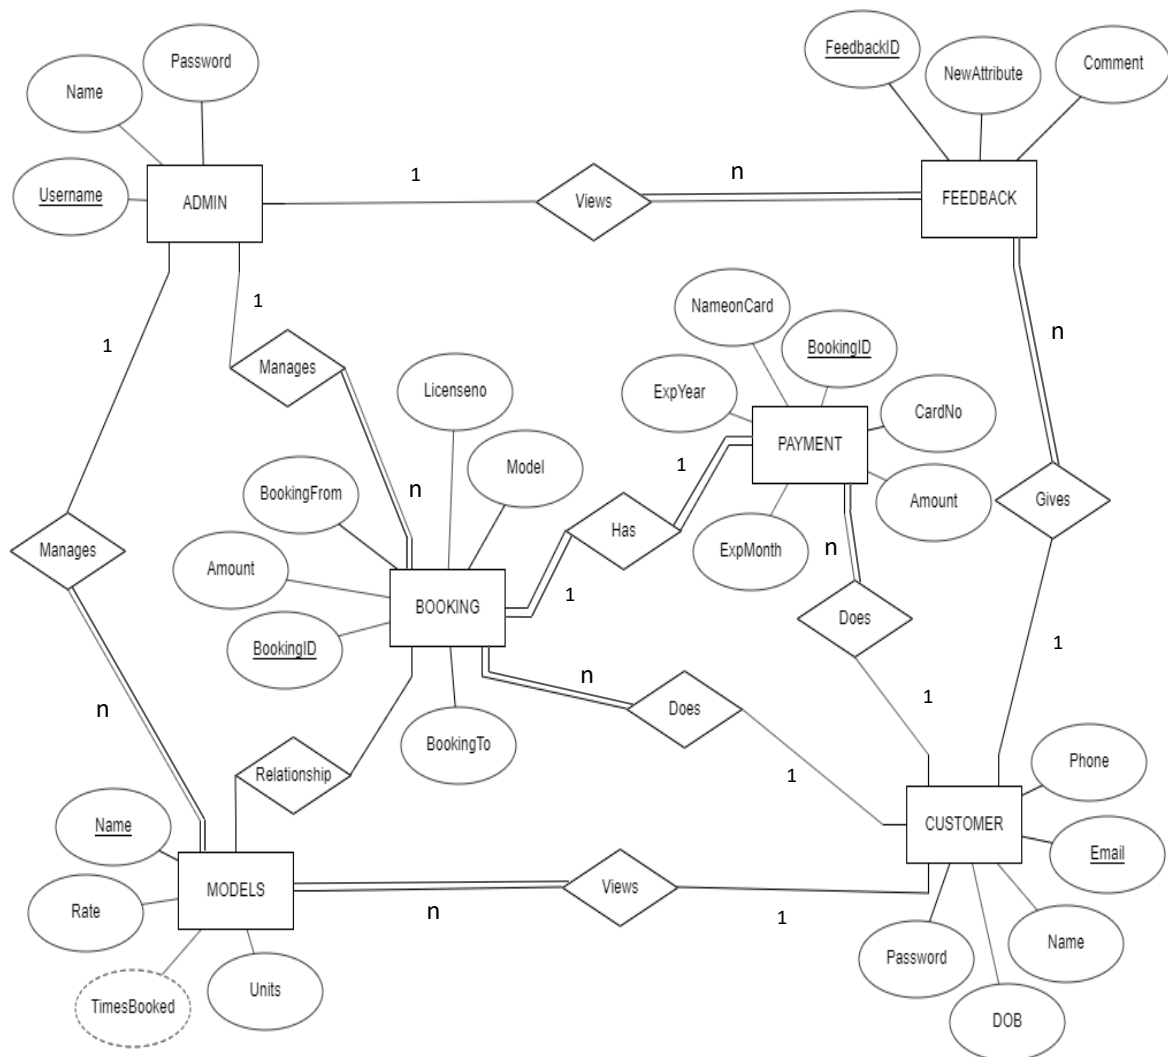 FeedbackID
Password
Comment
NewAttribute
Name
1
n
Username
ADMIN
Views
FEEDBACK
1
NameonCard
n
1
BookingID
Manages
Licenseno
ExpYear
CardNo
PAYMENT
1
Model
n
BookingFrom
Amount
Gives
Has
Manages
ExpMonth
n
Amount
1
BOOKING
Does
BookingID
1
n
n
1
Does
BookingTo
Phone
Relationship
1
Name
CUSTOMER
Email
MODELS
Views
Rate
n
1
Name
Password
Units
TimesBooked
DOB